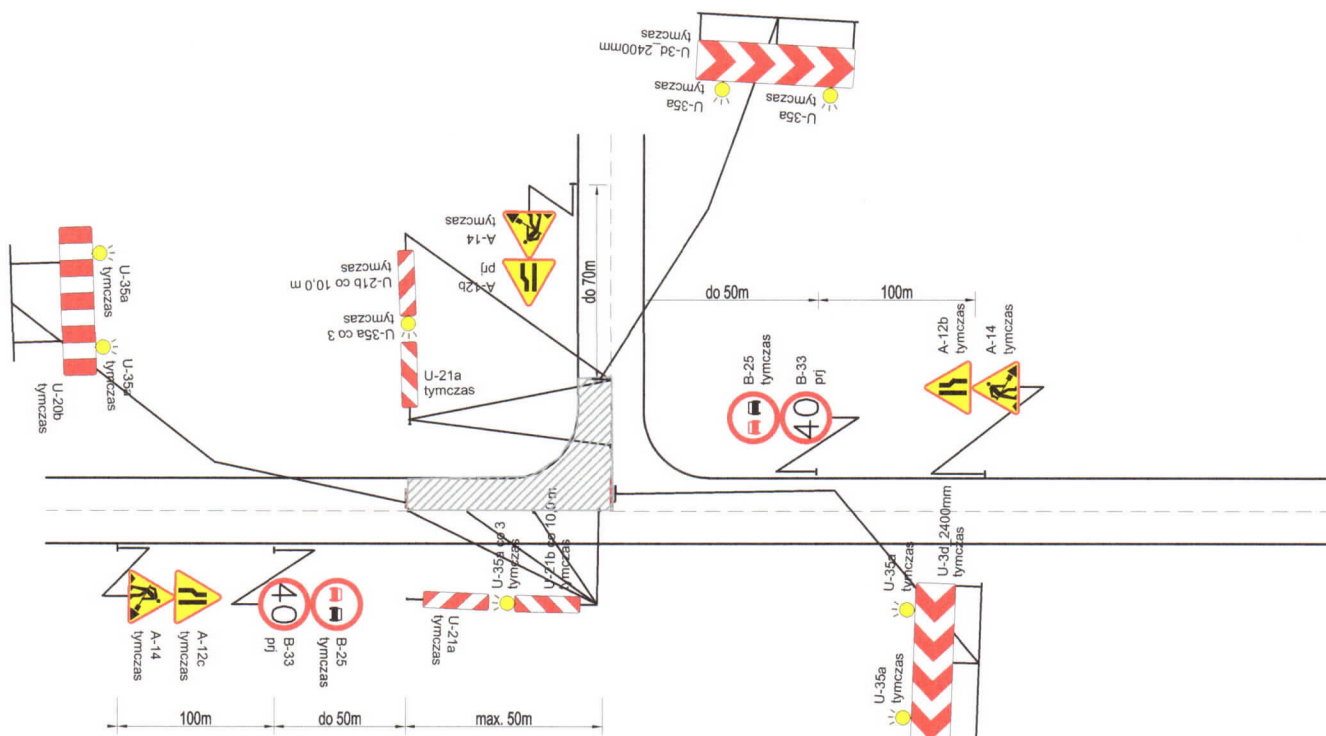 U-3d_2400mm
tymczas
U-35a
tymczas
U-35a
tymczas
A-14
tymczas
A-12b
prj
do 70m
U-35a
tymczas
U-35a
tymczas
U-20b
tymczas
U-21b co 10,0 m
tymczas
U-35a co 3
tymczas
U-21a
tymczas
do 50m
100m
A-12b
tymczas
A-14
tymczas
B-25
tymczas
B-33
prj
40
U-35a co 3
tymczas
U-21b co 10,0 m
tymczas
U-21a
tymczas
U-3d_2400mm
tymczas
U-35a
tymczas
U-35a
tymczas
40
A-14
tymczas
A-12c
tymczas
B-33
prj
B-25
tymczas
100m
do 50m
max. 50m